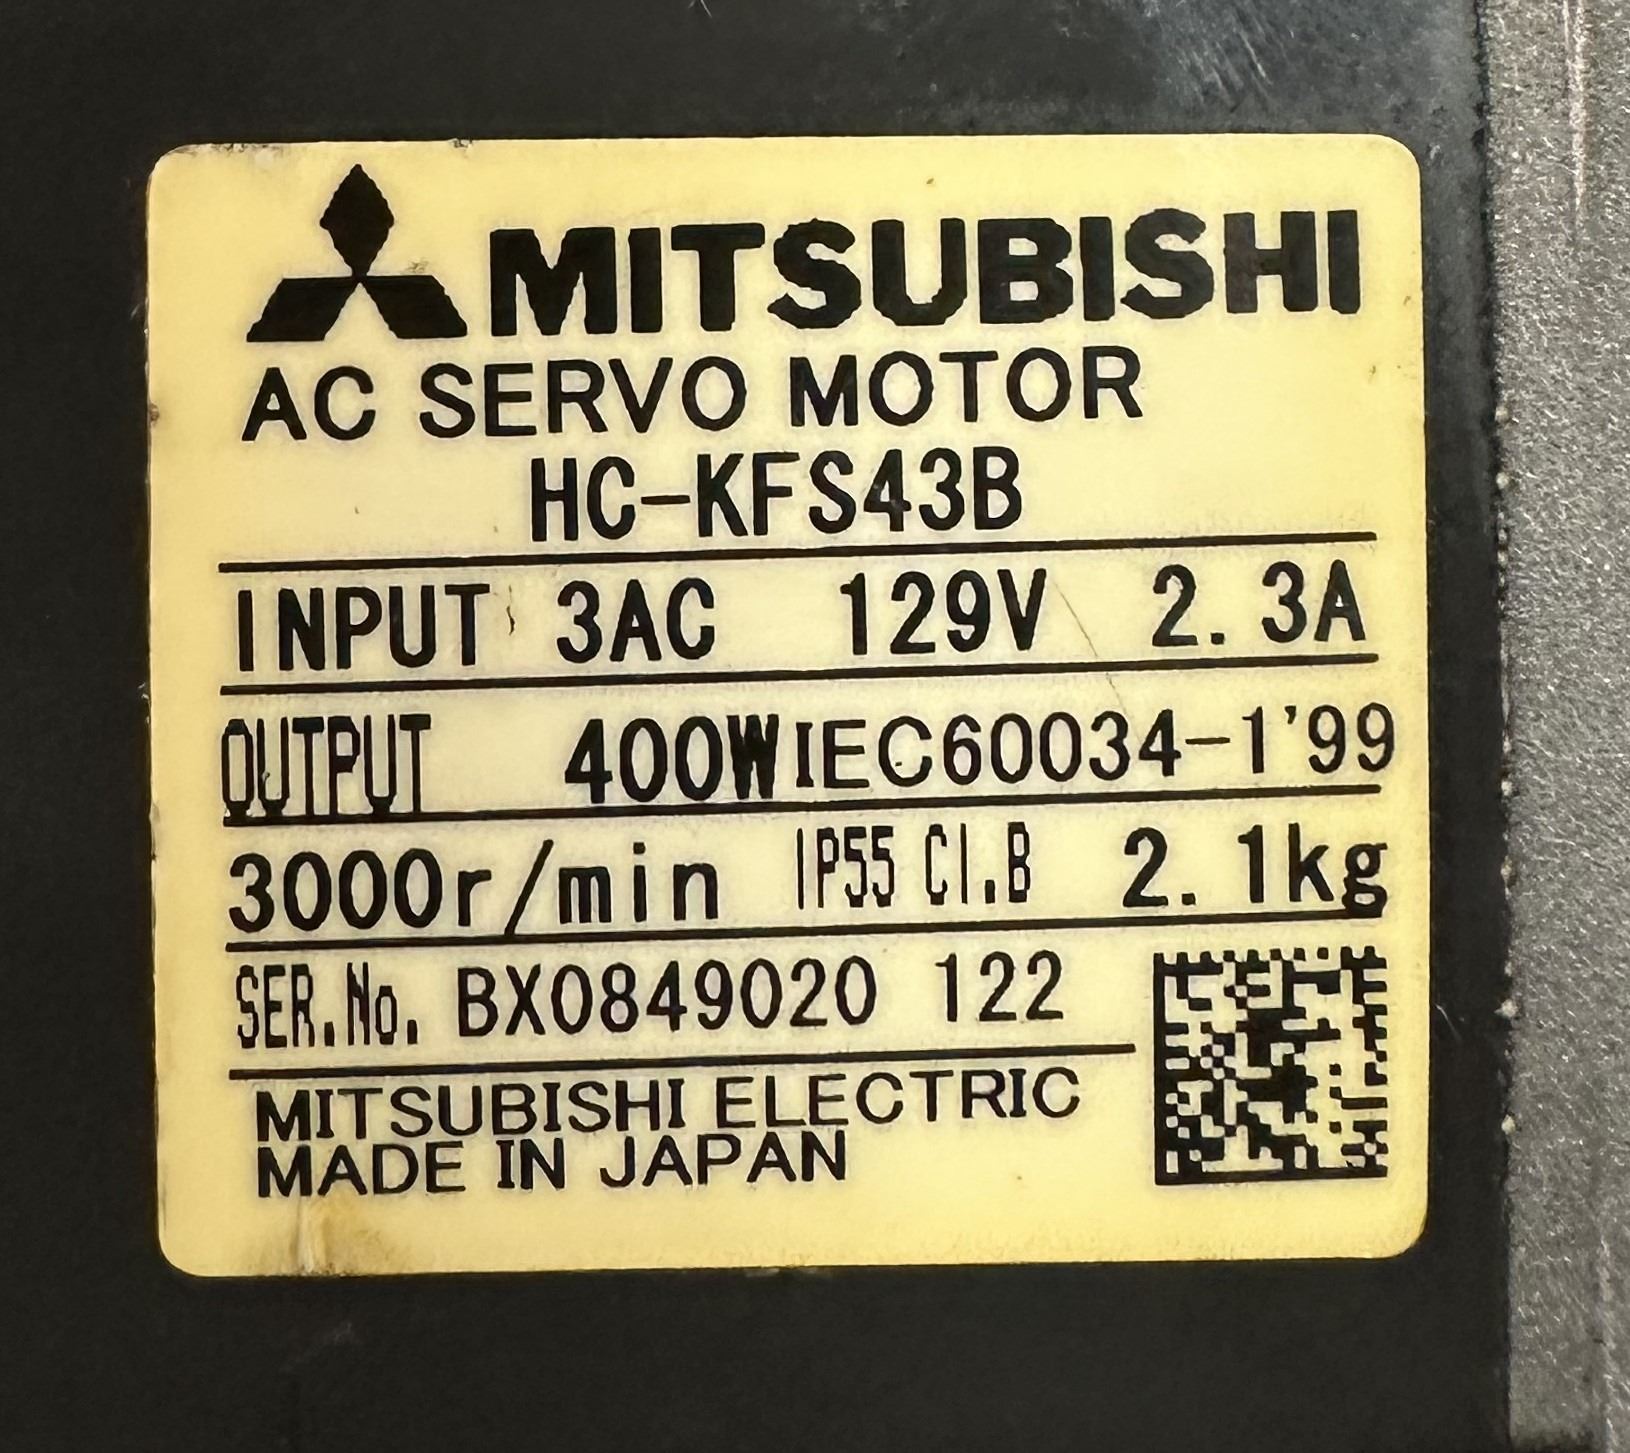 MITSUBISHI
AC SERVO MOTOR
HC-KFS43B
INPUT 3AC 129V 2.3A
OUTPUT 400W IEC60034-1'99
3000r/min IP55 CI.B 2.1kg
SER.No. BX0849020 122
MITSUBISHI ELECTRIC
MADE IN JAPAN